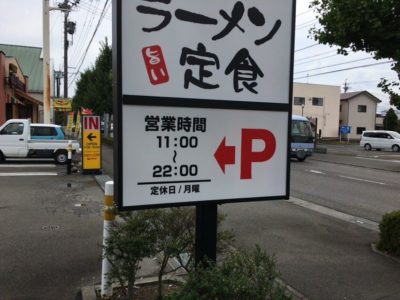 ラーメン
旨い
定食
営業時間
11:00
~
22:00
定休日/月曜
P
IN